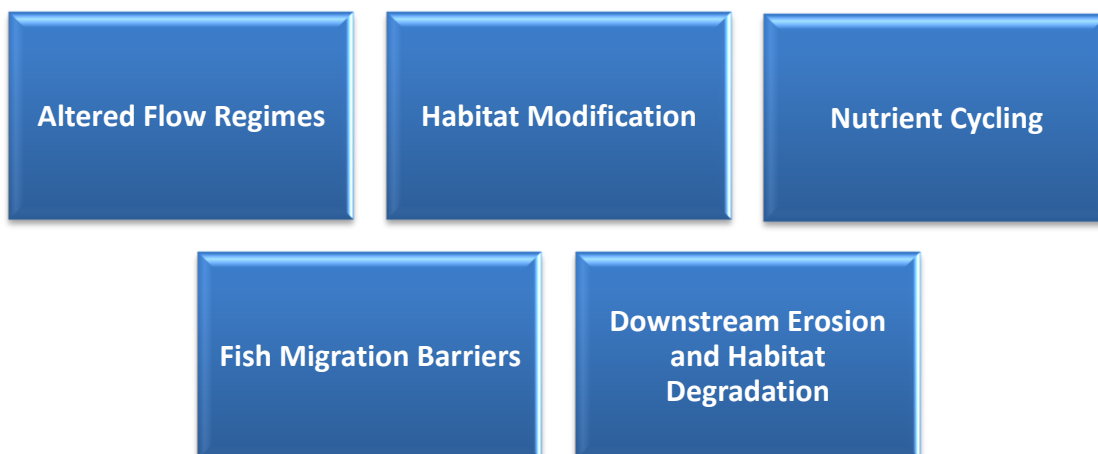 Altered Flow Regimes
Habitat Modification
Nutrient Cycling
Fish Migration Barriers
Downstream Erosion
and Habitat
Degradation